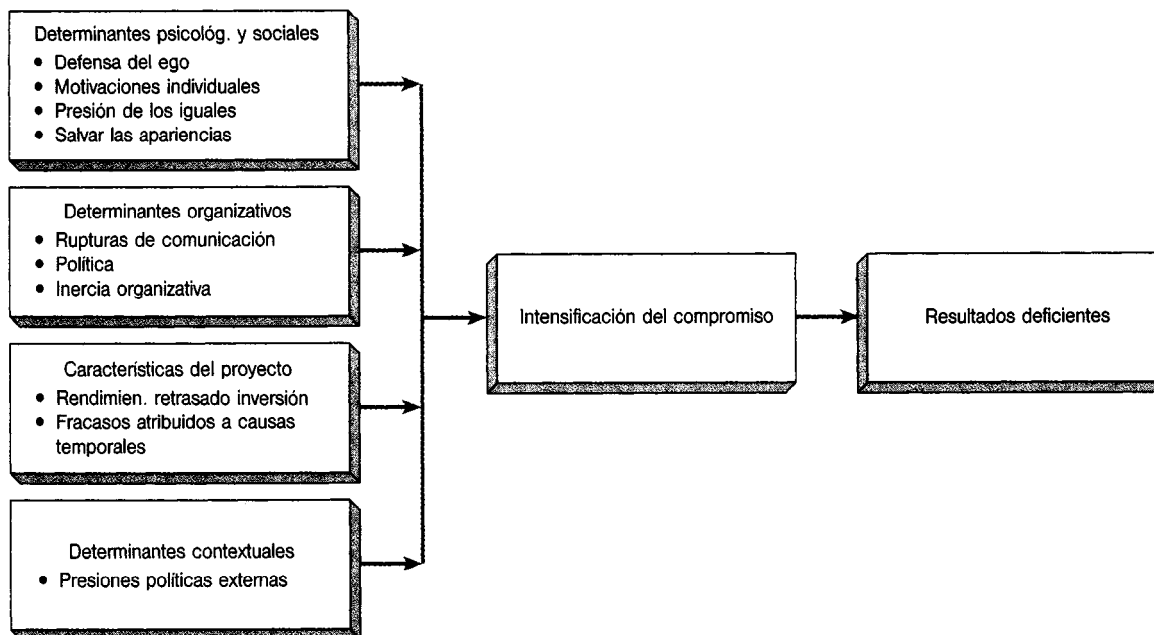 Determinantes psicológ. y sociales
• Defensa del ego
• Motivaciones individuales
• Presión de los iguales
• Salvar las apariencias
Determinantes organizativos
• Rupturas de comunicación
• Política
• Inercia organizativa
Características del proyecto
• Rendimien. retrasado inversión
• Fracasos atribuidos a causas
temporales
Determinantes contextuales
• Presiones políticas externas
Intensificación del compromiso
Resultados deficientes